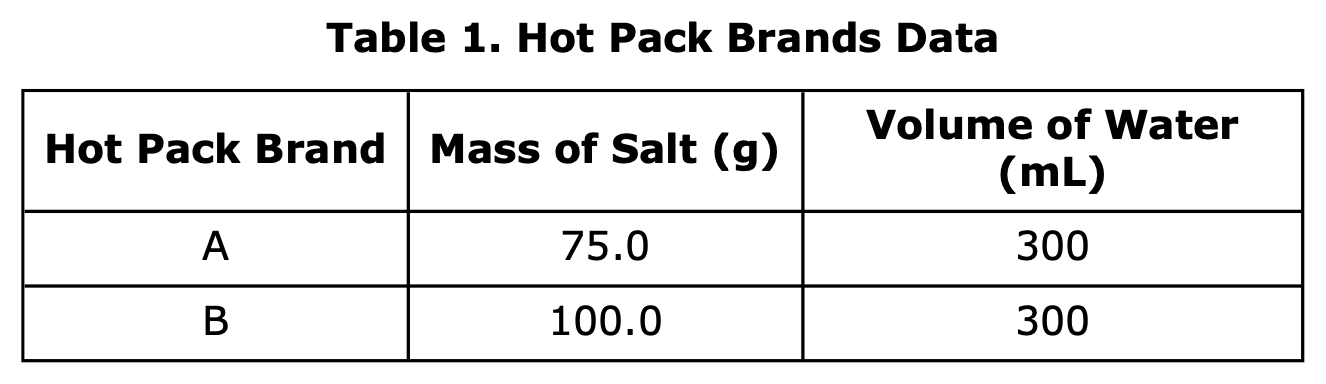 Table 1. Hot Pack Brands Data
Hot Pack Brand Mass of Salt (g) Volume of Water (mL)
A 75.0 300
B 100.0 300